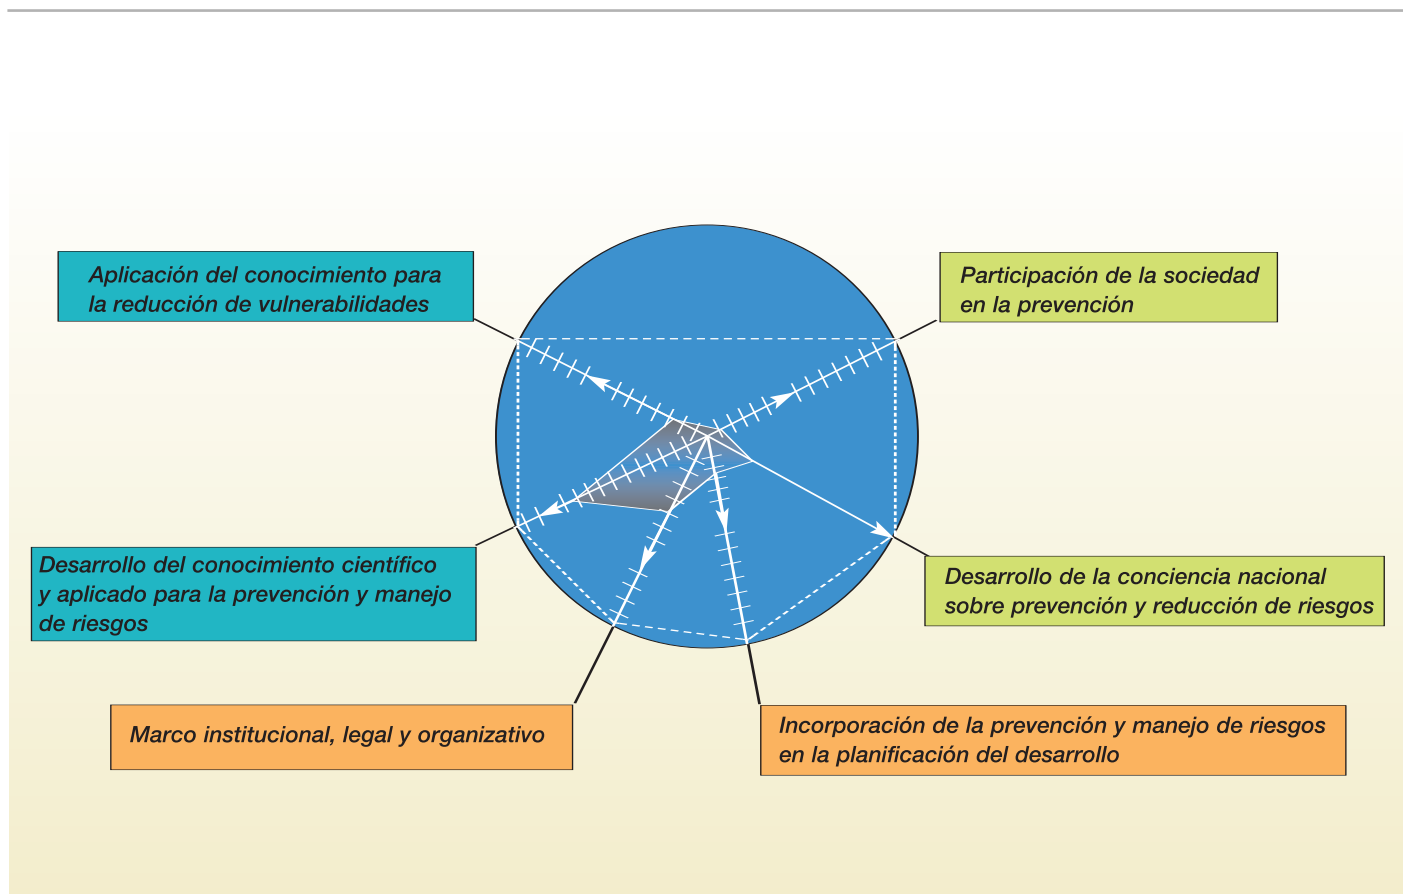 Aplicación del conocimiento para
la reducción de vulnerabilidades
Participación de la sociedad
en la prevención
Desarrollo del conocimiento científico
y aplicado para la prevención y manejo
de riesgos
Desarrollo de la conciencia nacional
sobre prevención y reducción de riesgos
Marco institucional, legal y organizativo
Incorporación de la prevención y manejo de riesgos
en la planificación del desarrollo